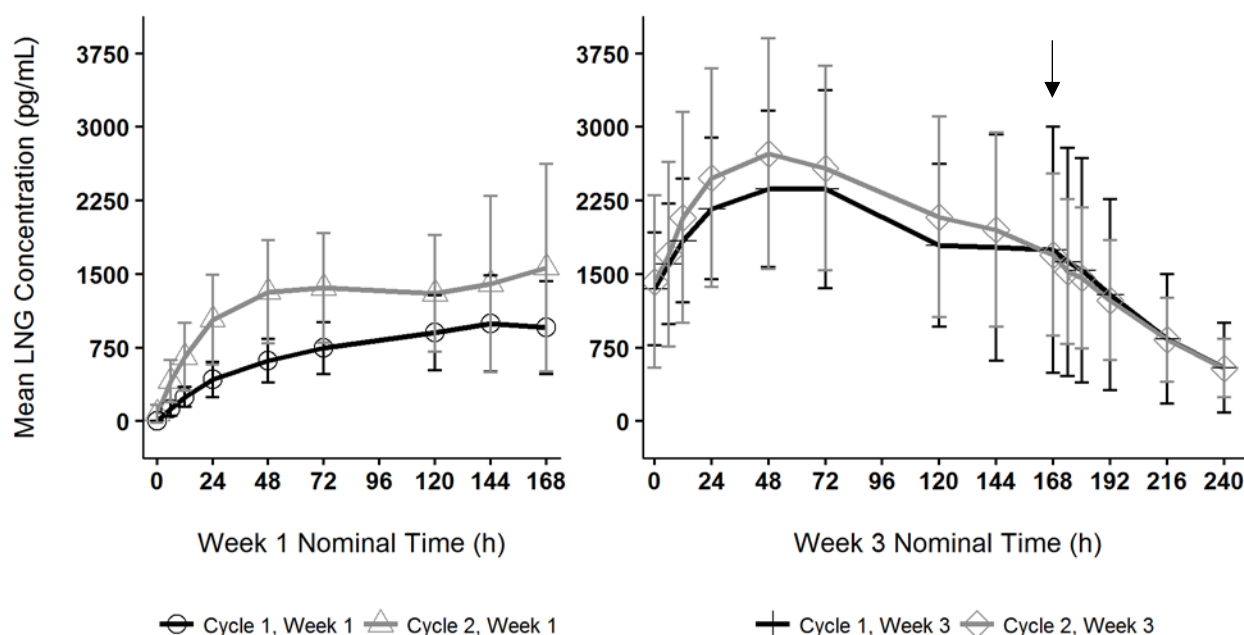 Mean LNG Concentration (pg/mL)
3750
3000
2250
1500
750
0
0 24 48 72 96 120 144 168
Week 1 Nominal Time (h)
Cycle 1, Week 1 Cycle 2, Week 1
3750
3000
2250
1500
750
0
0 24 48 72 96 120 144 168 192 216 240
Week 3 Nominal Time (h)
Cycle 1, Week 3 Cycle 2, Week 3